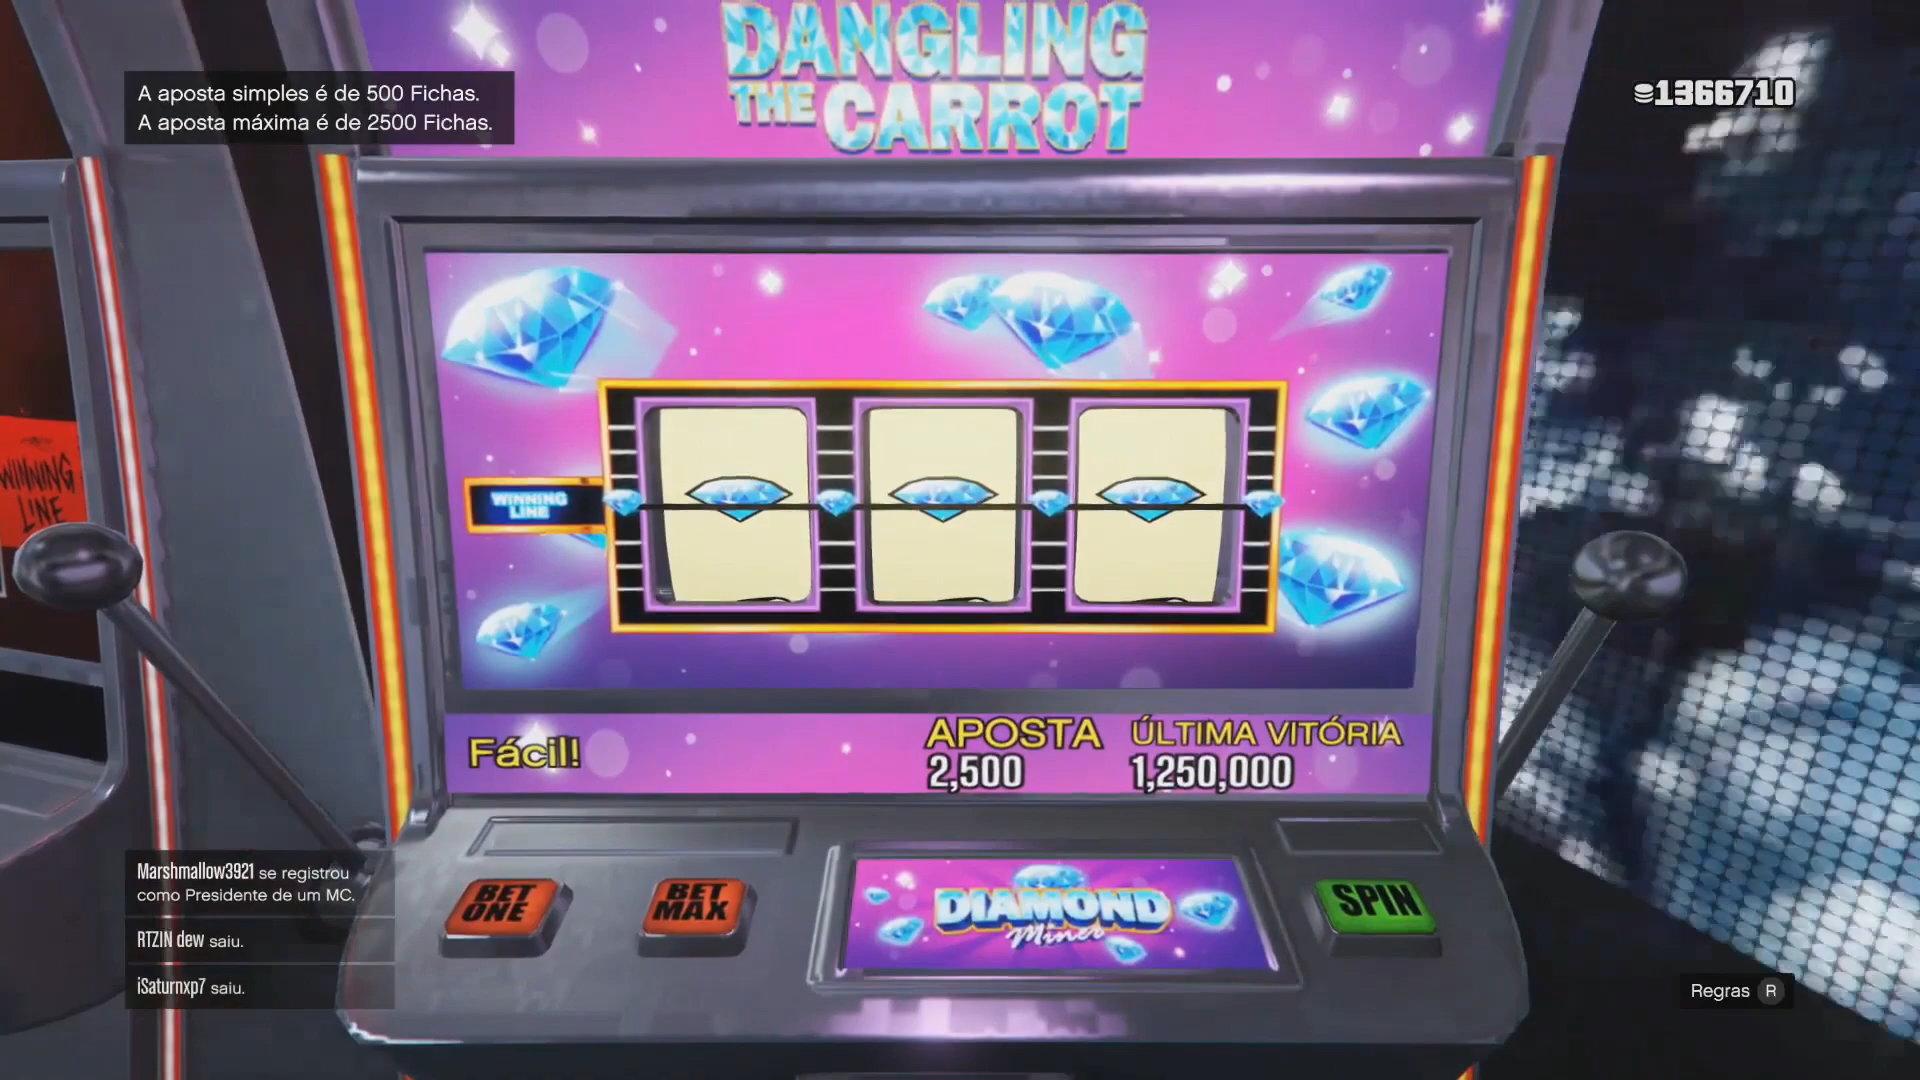 DANGLING
THE CARROT
A aposta simples é de 500 Fichas.
A aposta máxima é de 2500 Fichas.
1366710
WINNING
LINE
WINNING
LINE
Fácil!
APOSTA
2,500
ÚLTIMA VITÓRIA
1,250,000
BET
ONE
BET
MAX
DIAMOND
Miner
SPIN
Marshmallow3921 se registrou
como Presidente de um MC.
RTZIN dew saiu.
iSaturnxp7 saiu.
Regras R